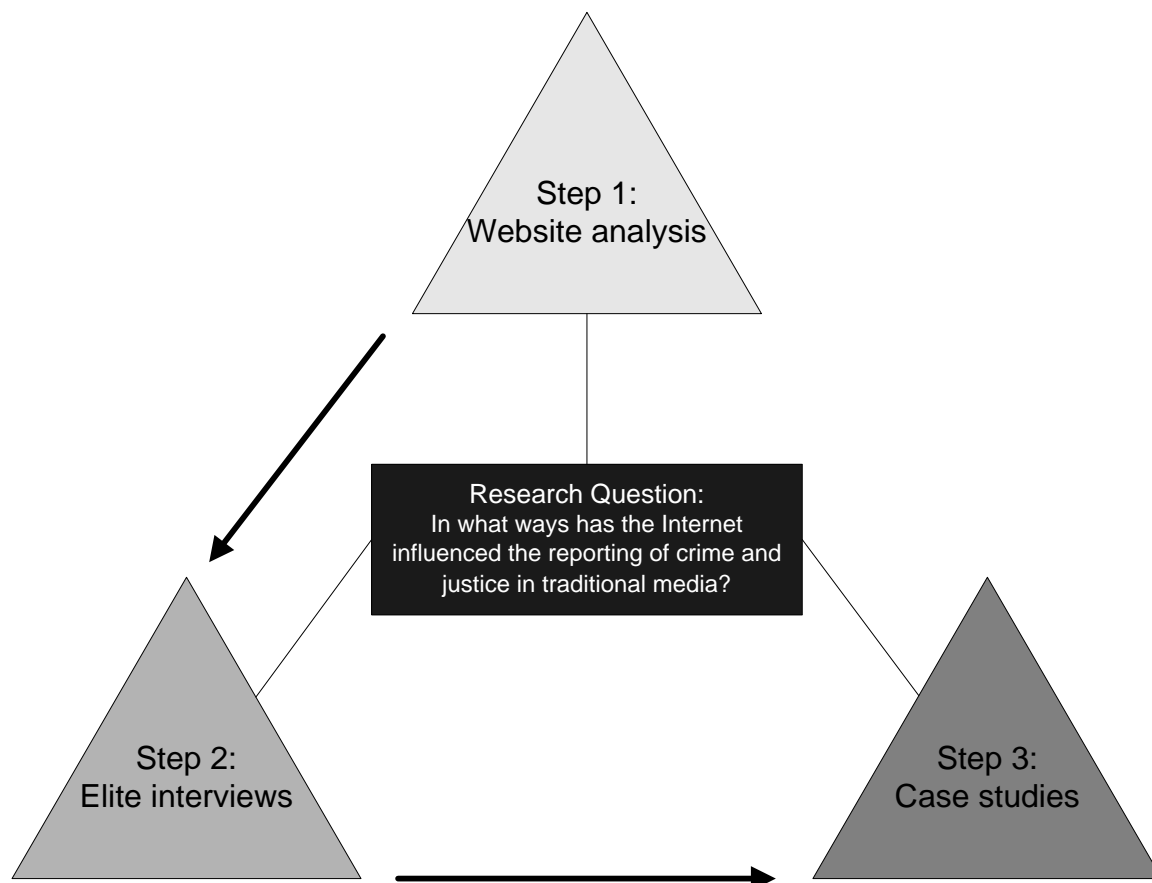 Step 1:
Website analysis
Research Question:
In what ways has the Internet
influenced the reporting of crime and
justice in traditional media?
Step 2:
Elite interviews
Step 3:
Case studies